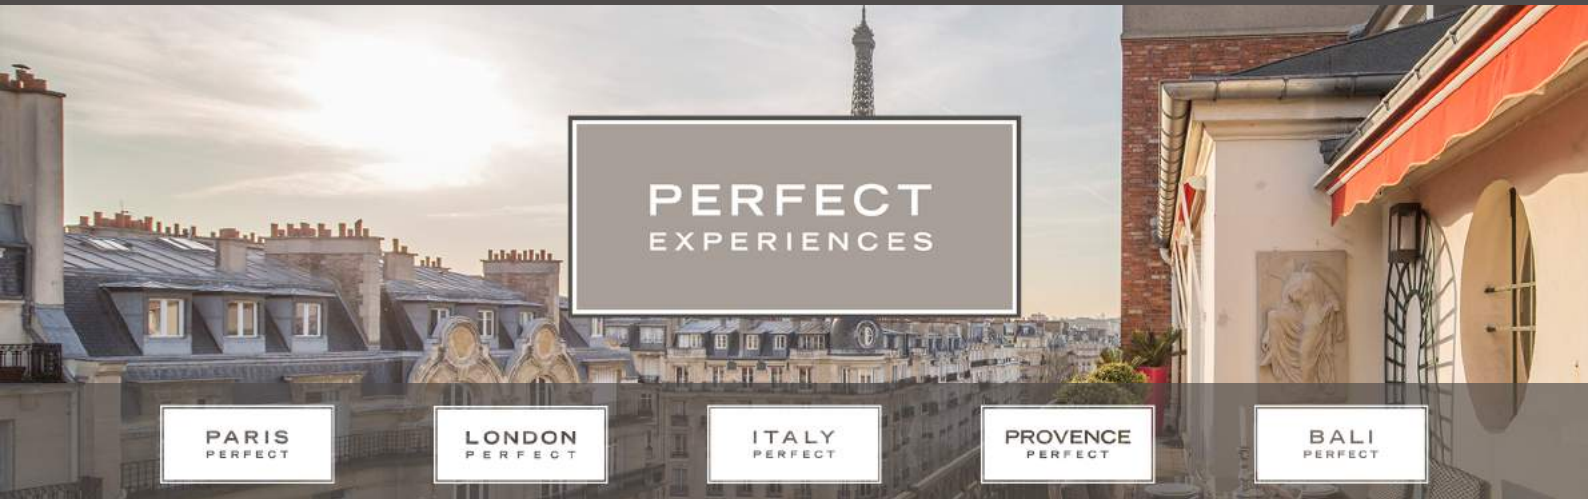 PERFECT
EXPERIENCES
PARIS
PERFECT
LONDON
PERFECT
ITALY
PERFECT
PROVENCE
PERFECT
BALI
PERFECT